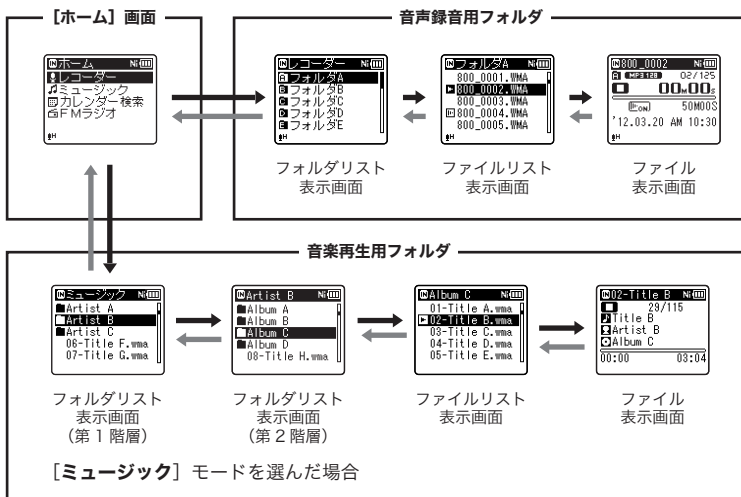 ［ホーム］画面
ホーム Ni
レコーダー
ミュージック
カレンダー検索
FMラジオ
H
音声録音用フォルダ
レコーダー Ni
フォルダA
フォルダB
フォルダC
フォルダD
フォルダE
H
フォルダリスト
表示画面
フォルダA Ni
800_0001.WMA
800_0002.WMA
800_0003.WMA
800_0004.WMA
800_0005.WMA
H
ファイルリスト
表示画面
800_0002 Ni
A MP3 128 02/125
00M00s
ON 50M00S
'12.03.20 AM 10:30
H
ファイル
表示画面
音楽再生用フォルダ
ミュージック Ni
Artist A
Artist B
Artist C
06-Title F.wma
07-Title G.wma
フォルダリスト
表示画面
（第 1 階層）
Artist B Ni
Album A
Album B
Album C
Album D
08-Title H.wma
フォルダリスト
表示画面
（第 2 階層）
Album C Ni
01-Title A.wma
02-Title B.wma
03-Title C.wma
04-Title D.wma
05-Title E.wma
ファイルリスト
表示画面
02-Title B Ni
29/115
Title B
Artist B
Album C
00:00 03:04
ファイル
表示画面
［ミュージック］モードを選んだ場合